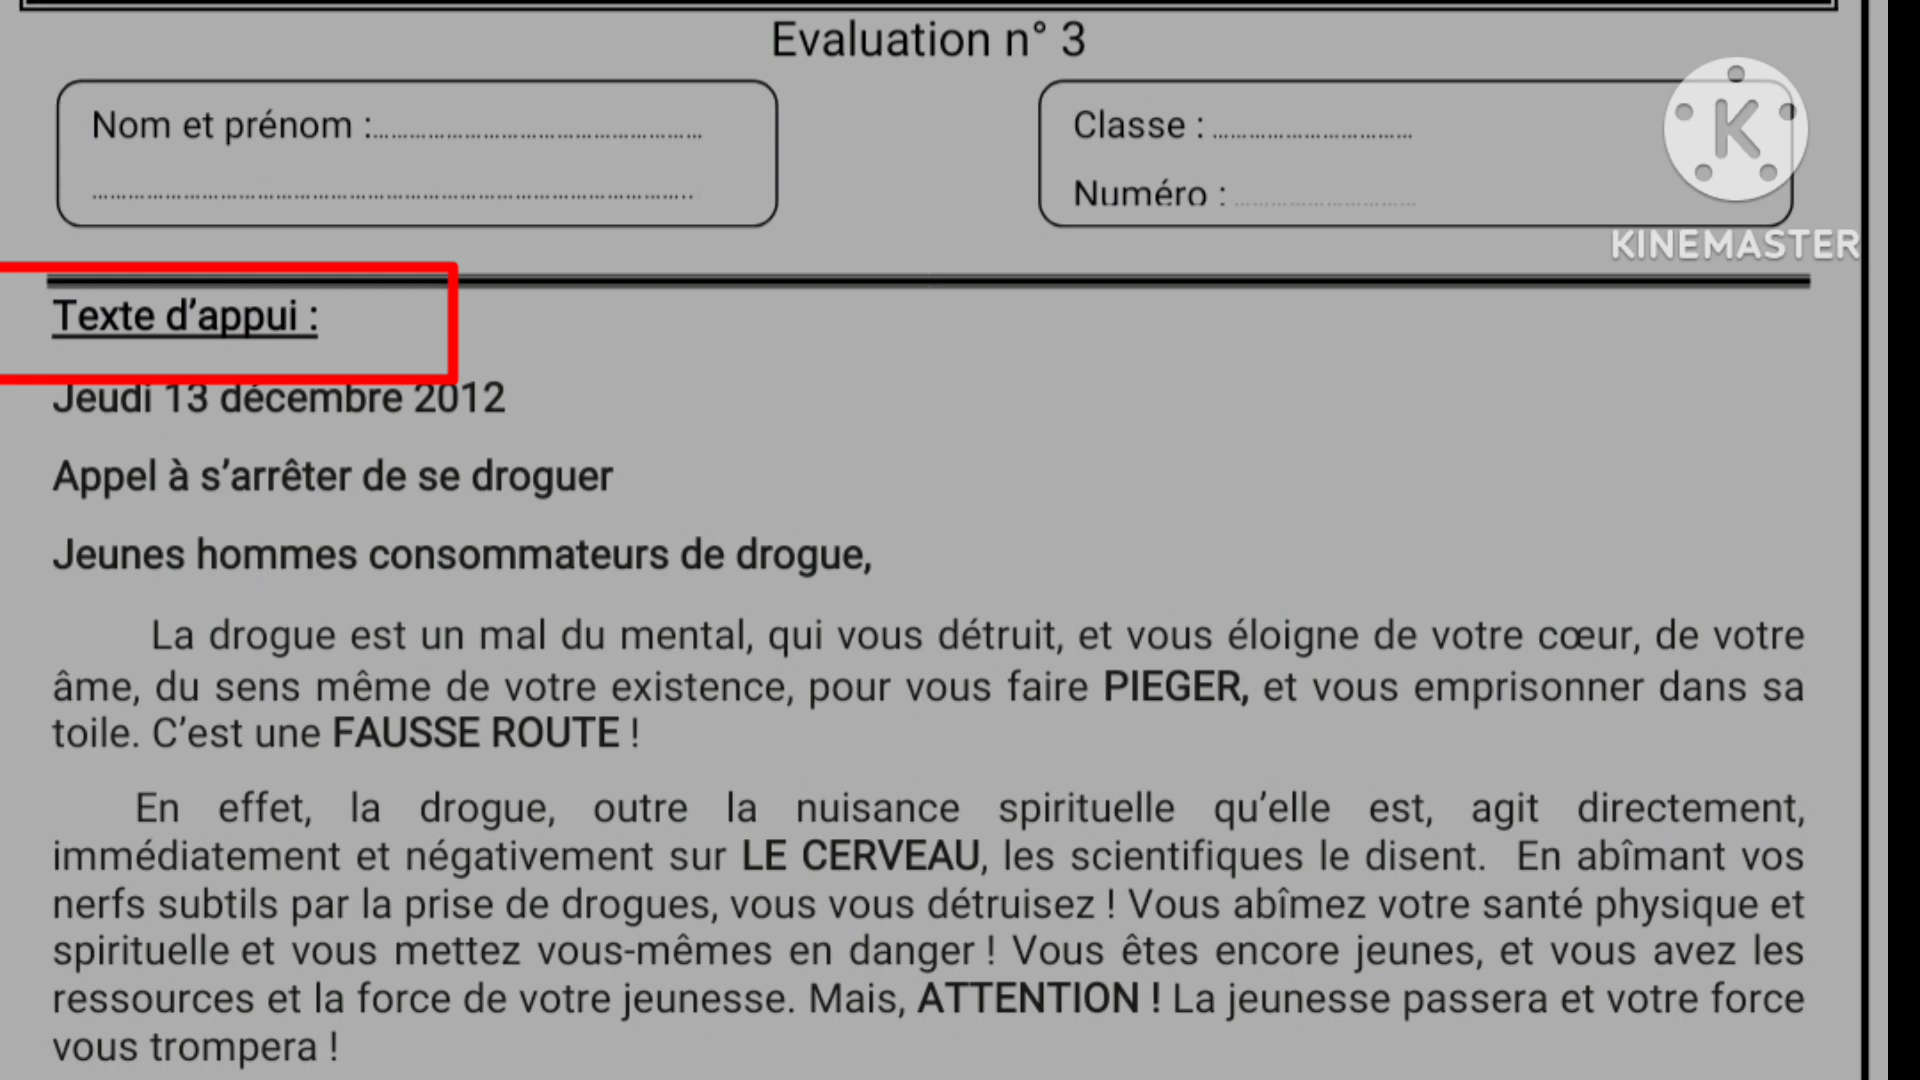 Evaluation n° 3
Nom et prénom :..........................................................
Classe : .................................
..........................................................................................
Numéro : ..............................
K
KINEMASTER
Texte d’appui :
Jeudi 13 décembre 2012
Appel à s’arrêter de se droguer
Jeunes hommes consommateurs de drogue,
La drogue est un mal du mental, qui vous détruit, et vous éloigne de votre cœur, de votre
âme, du sens même de votre existence, pour vous faire PIEGER, et vous emprisonner dans sa
toile. C’est une FAUSSE ROUTE !
En effet, la drogue, outre la nuisance spirituelle qu’elle est, agit directement,
immédiatement et négativement sur LE CERVEAU, les scientifiques le disent. En abîmant vos
nerfs subtils par la prise de drogues, vous vous détruisez ! Vous abîmez votre santé physique et
spirituelle et vous mettez vous-mêmes en danger ! Vous êtes encore jeunes, et vous avez les
ressources et la force de votre jeunesse. Mais, ATTENTION ! La jeunesse passera et votre force
vous trompera !